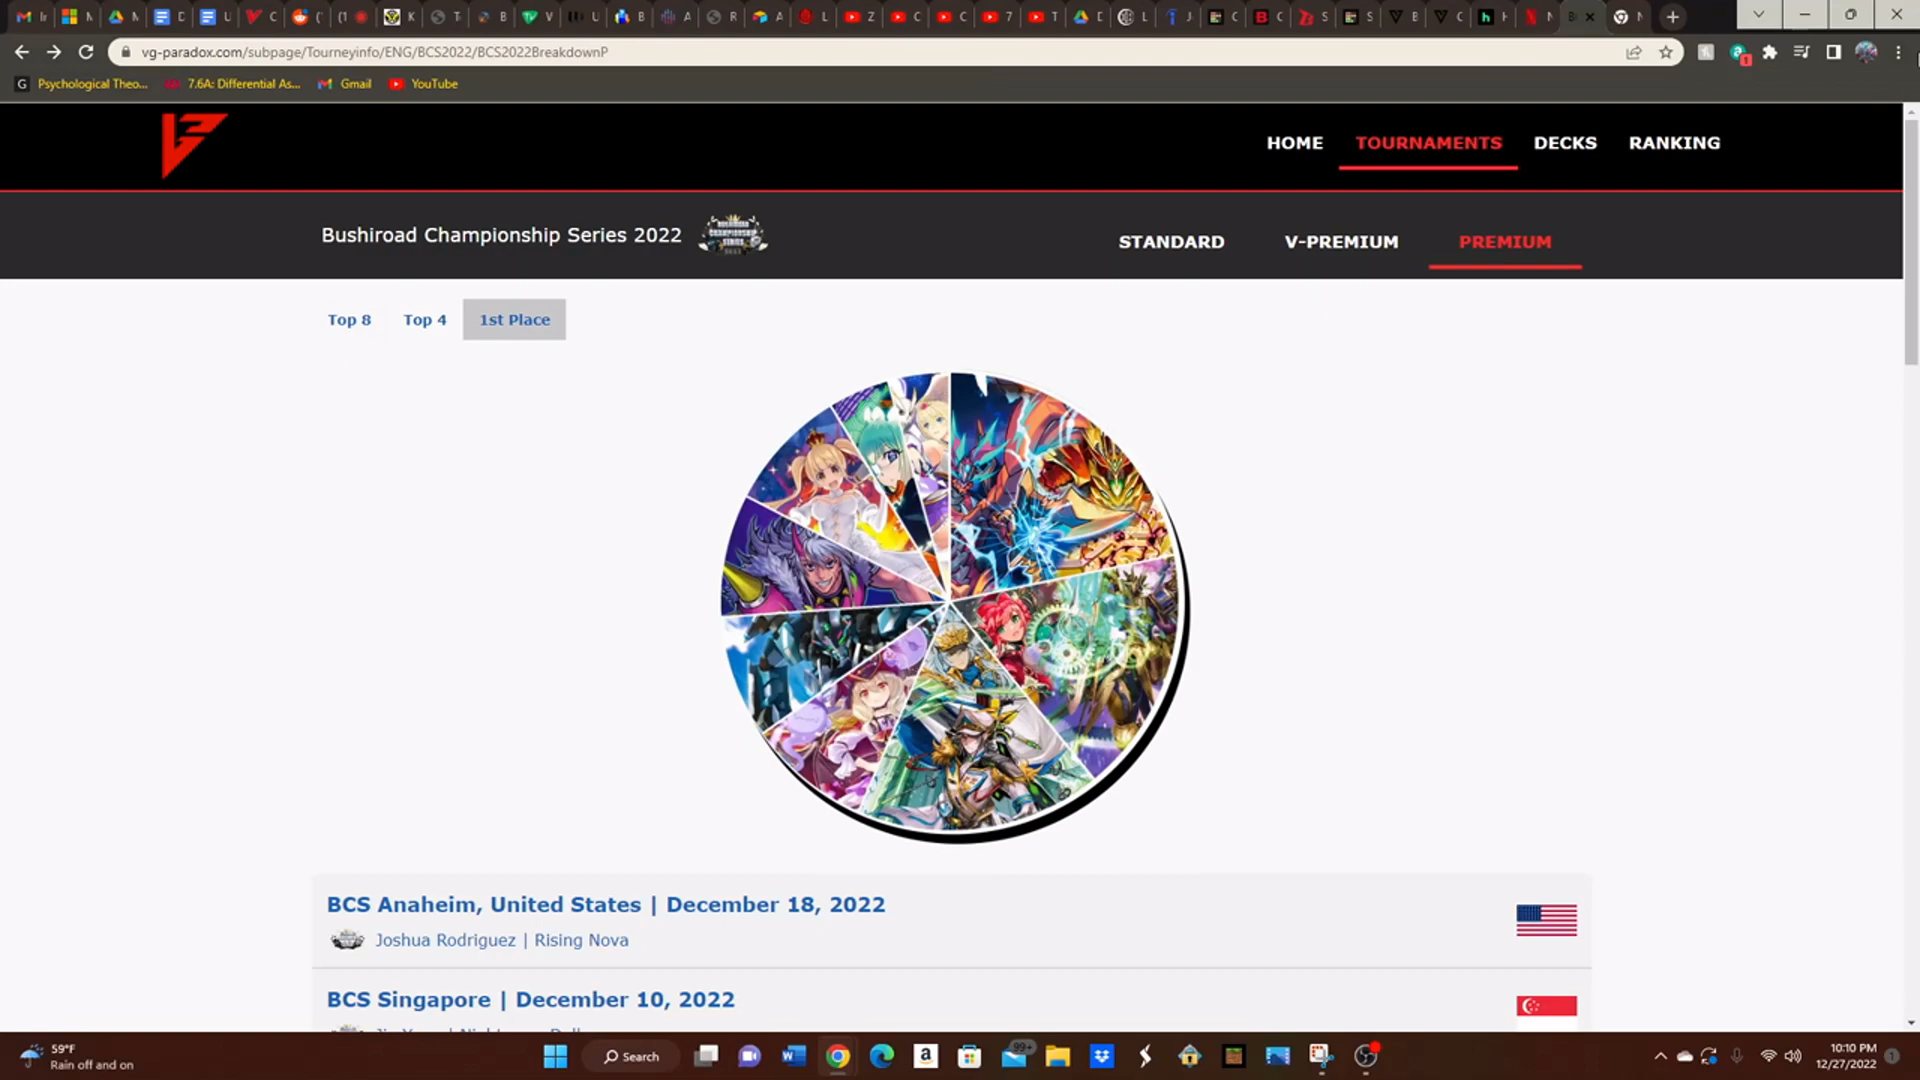 vg-paradox.com/subpage/Tourneyinfo/ENG/BCS2022/BCS2022BreakdownP
G Psychological Theo... 7.6A: Differential As... Gmail YouTube
HOME TOURNAMENTS DECKS RANKING
Bushiroad Championship Series 2022
STANDARD V-PREMIUM PREMIUM
Top 8 Top 4 1st Place
BCS Anaheim, United States | December 18, 2022
Joshua Rodriguez | Rising Nova
BCS Singapore | December 10, 2022
59°F
Rain off and on
Search
99+
10:10 PM
12/27/2022